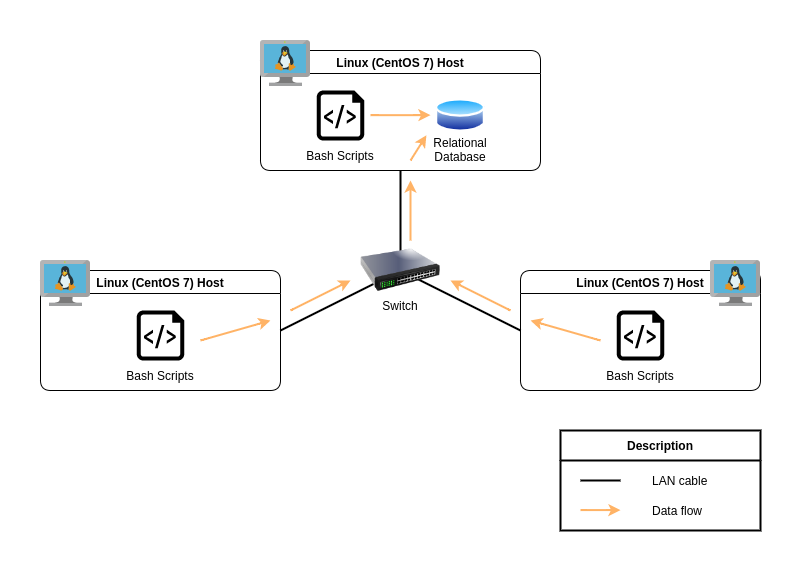 Linux (CentOS 7) Host
Bash Scripts
Relational
Database
Switch
Linux (CentOS 7) Host
Bash Scripts
Linux (CentOS 7) Host
Bash Scripts
Description
LAN cable
Data flow